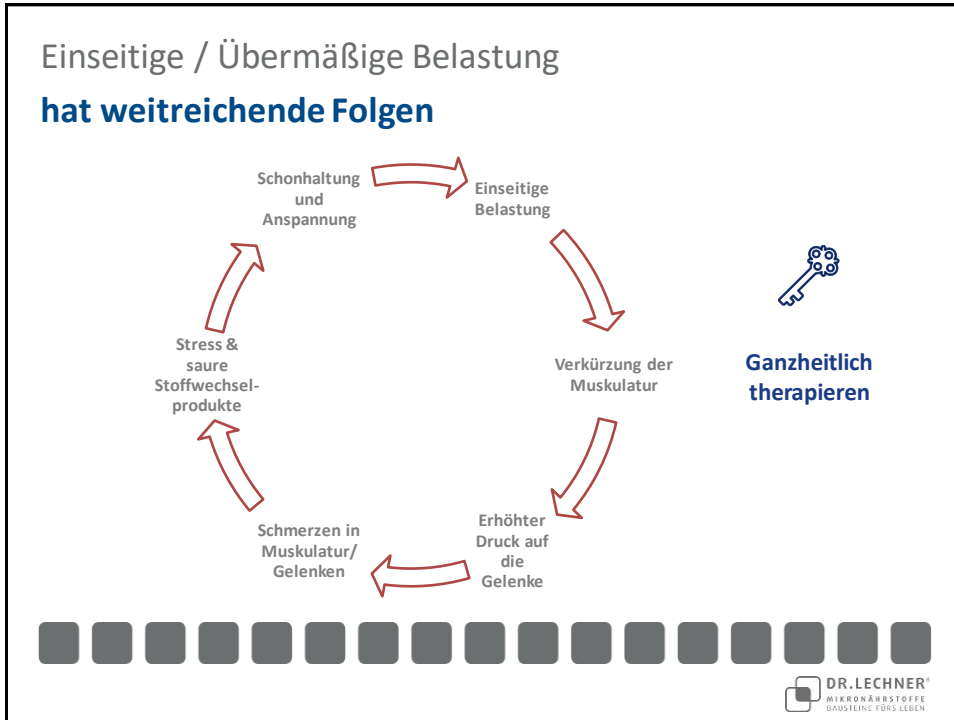 Einseitige / Übermäßige Belastung
hat weitreichende Folgen
Schonhaltung
und
Anspannung
Einseitige
Belastung
Verkürzung der
Muskulatur
Erhöhter
Druck auf
die
Gelenke
Schmerzen in
Muskulatur/
Gelenken
Stress &
saure
Stoffwechsel-
produkte
Ganzheitlich
therapieren
DR.LECHNER®
MIKRONÄHRSTOFFE
BAUSTEINE FÜRS LEBEN